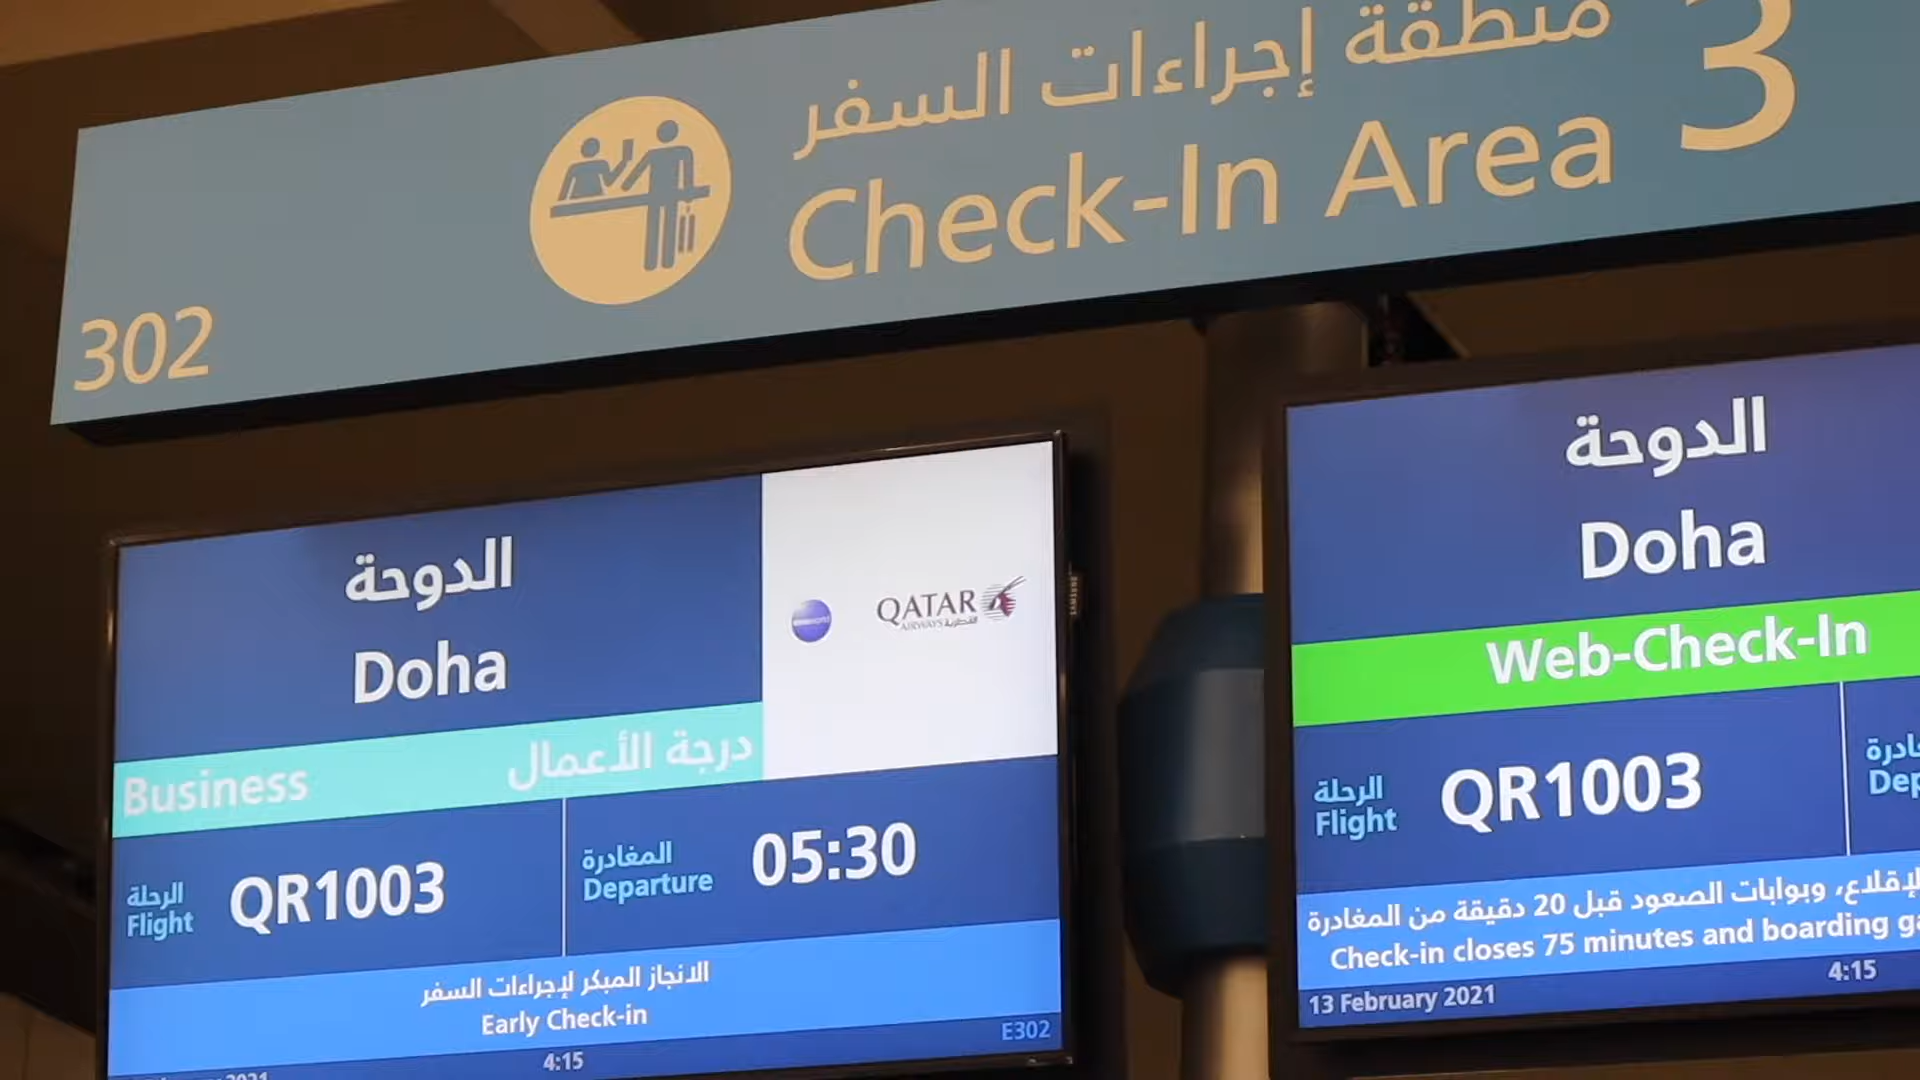 منطقة إجراءات السفر
Check-In Area
3
302
الدوحة
Doha
QATAR
AIRWAYS القطرية
Business درجة الأعمال
الرحلة
Flight
QR1003
المغادرة
Departure
05:30
الانجاز المبكر لإجراءات السفر
Early Check-in
E302
4:15
2021
الدوحة
Doha
Web-Check-In
الرحلة
Flight
QR1003
وبوابات الصعود قبل 20 دقيقة من المغادرة
Check-in closes 75 minutes and boarding
4:15
13 February 2021